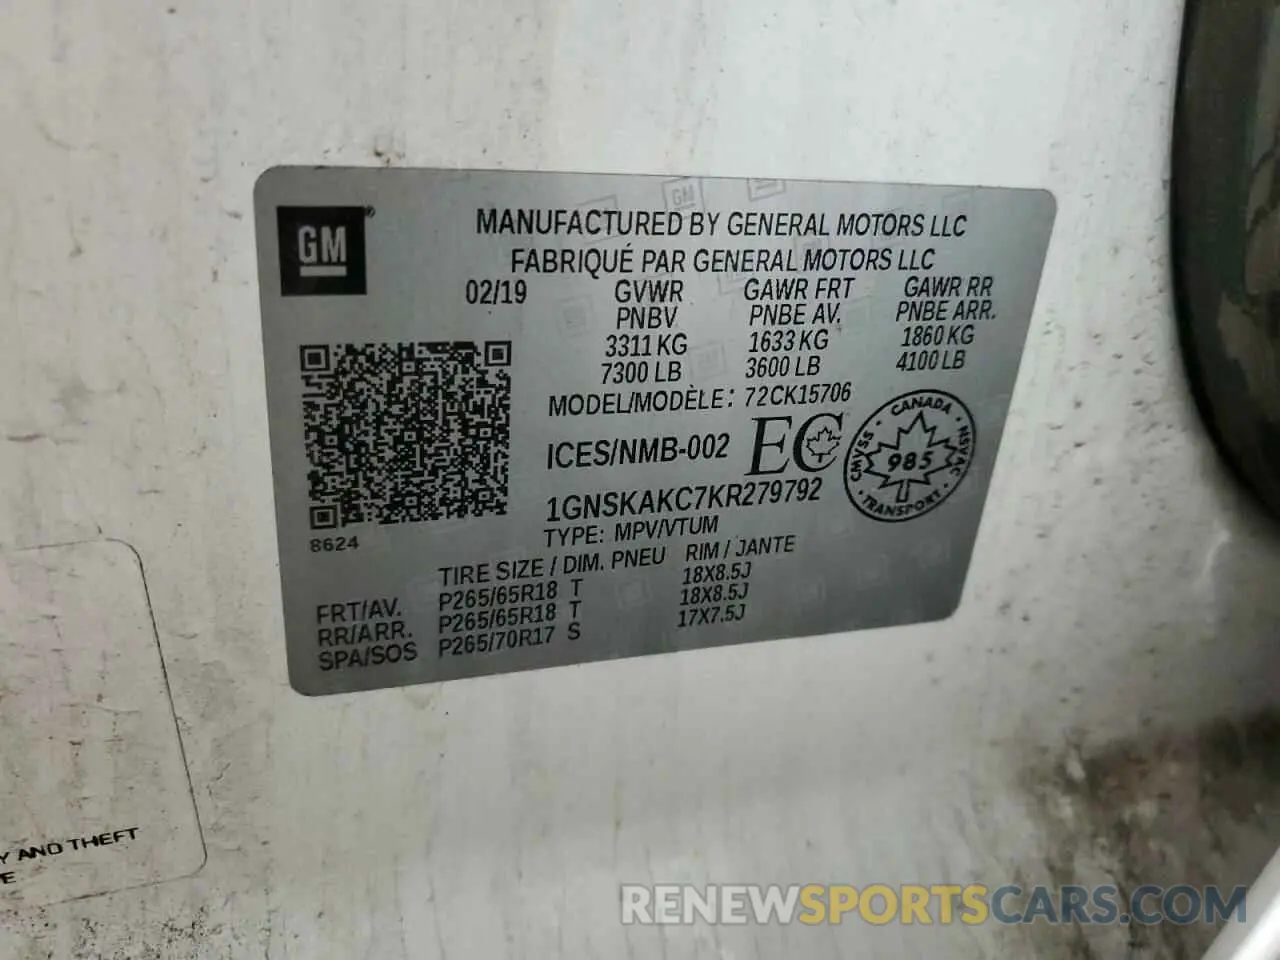 GM®
MANUFACTURED BY GENERAL MOTORS LLC
FABRIQUÉ PAR GENERAL MOTORS LLC
02/19 GVWR GAWR FRT GAWR RR
PNBV PNBE AV. PNBE ARR.
3311 KG 1633 KG 1860 KG
7300 LB 3600 LB 4100 LB
MODEL/MODÈLE: 72CK15706
ICES/NMB-002 EC
CANADA
CMVSS 985 NSVAC
TRANSPORT
1GNSKAKC7KR279792
TYPE: MPV/VTUM
8624
TIRE SIZE / DIM. PNEU RIM / JANTE
FRT/AV. P265/65R18 T 18X8.5J
RR/ARR. P265/65R18 T 18X8.5J
SPA/SOS P265/70R17 S 17X7.5J
Y AND THEFT
E
RENEWSPORTSCARS.COM